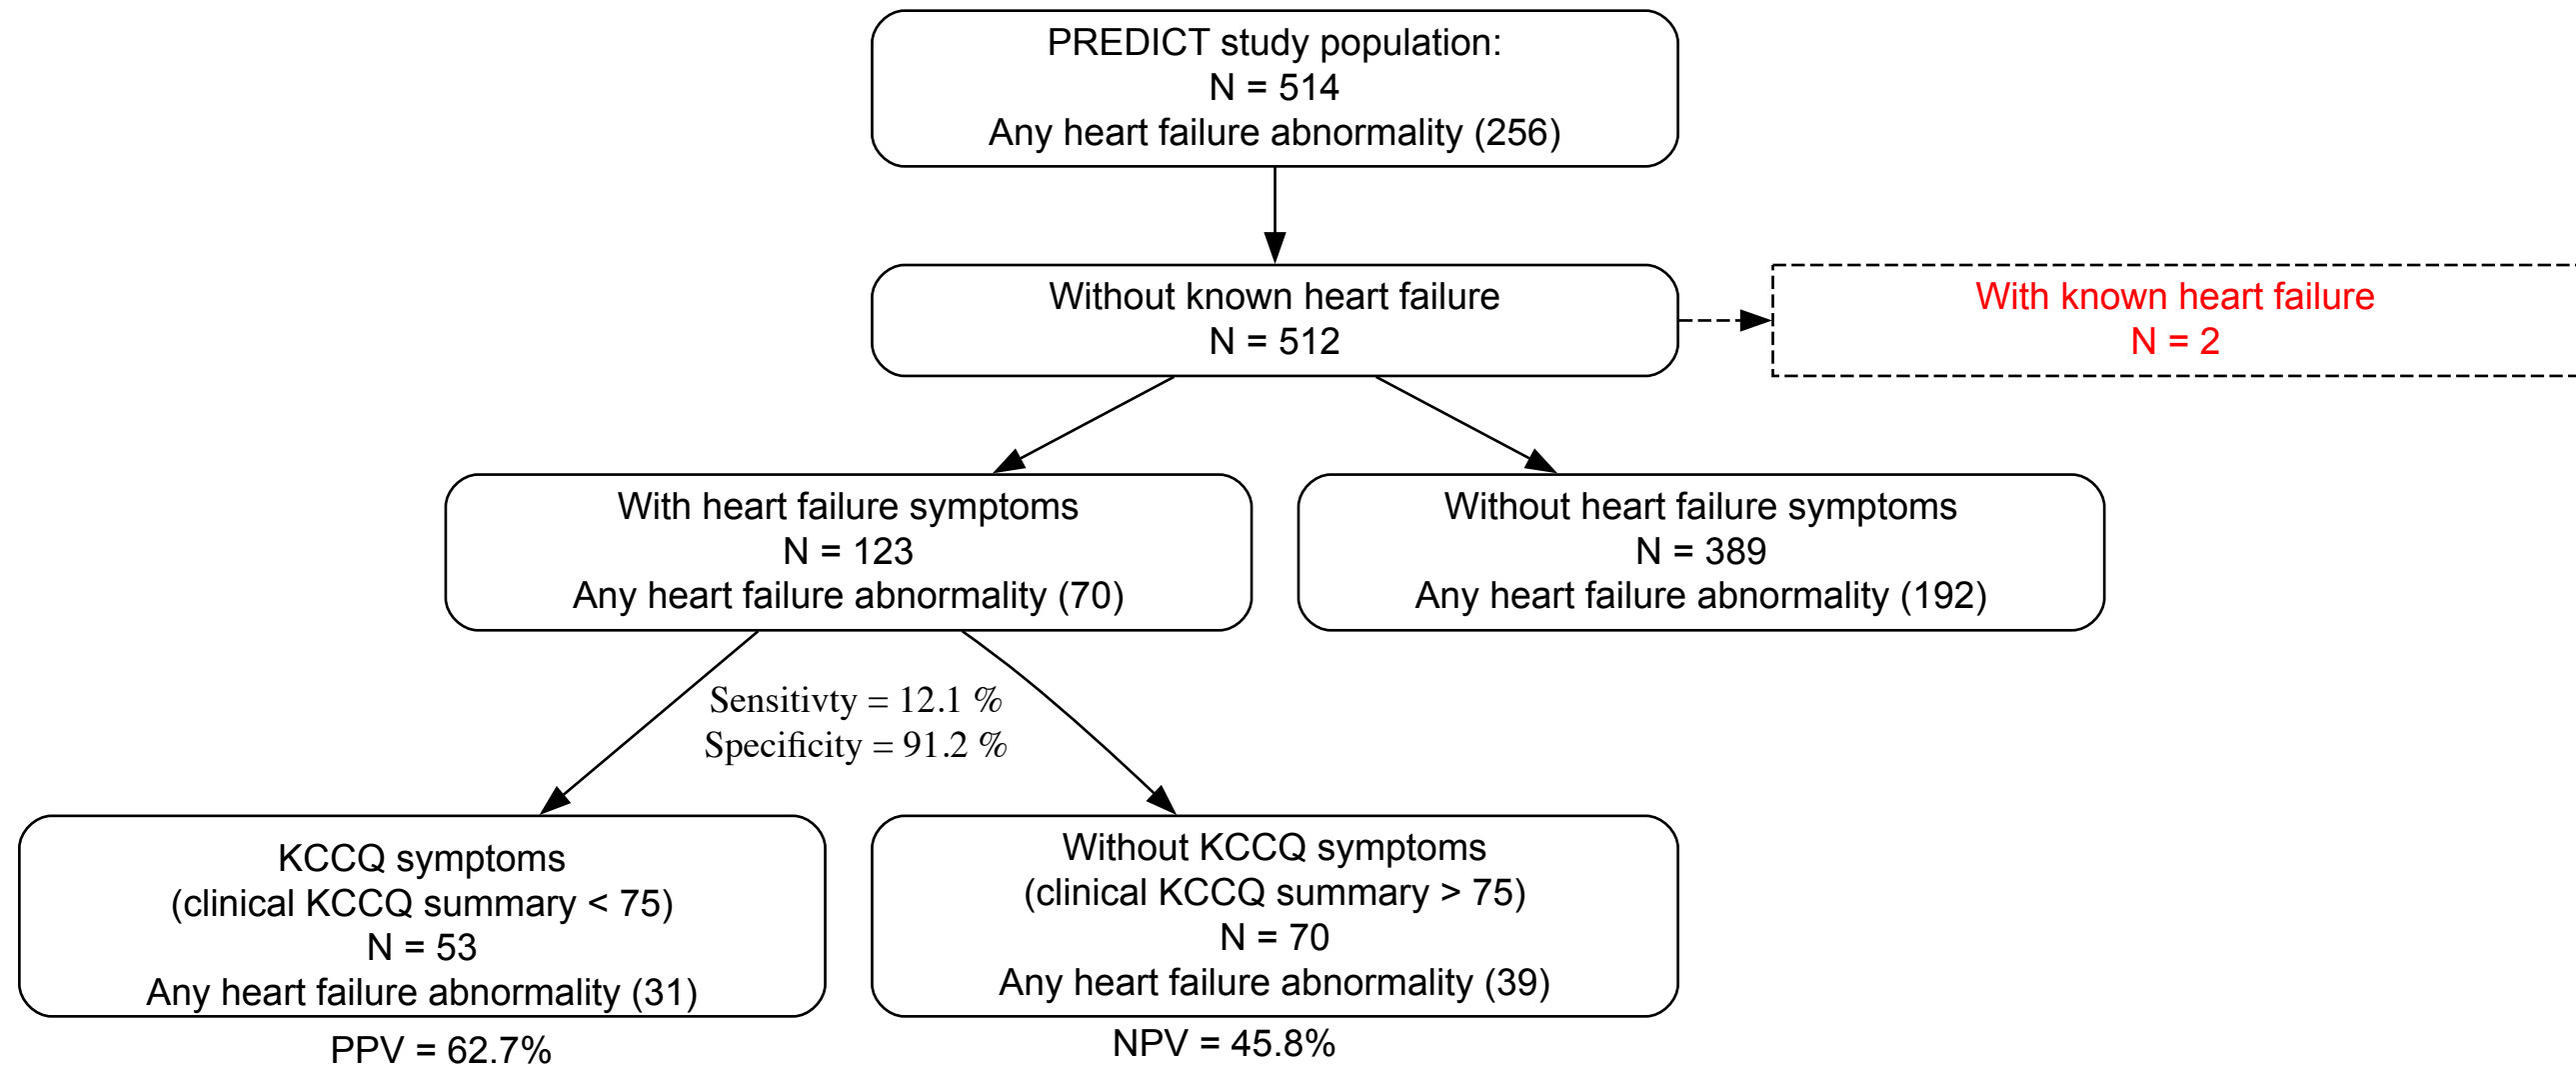 PREDICT study population:
N = 514
Any heart failure abnormality (256)
Without known heart failure
N = 512
With known heart failure
N = 2
With heart failure symptoms
N = 123
Any heart failure abnormality (70)
Without heart failure symptoms
N = 389
Any heart failure abnormality (192)
Sensitivty = 12.1 %
Specificity = 91.2 %
KCCQ symptoms
(clinical KCCQ summary < 75)
N = 53
Any heart failure abnormality (31)
PPV = 62.7%
Without KCCQ symptoms
(clinical KCCQ summary > 75)
N = 70
Any heart failure abnormality (39)
NPV = 45.8%